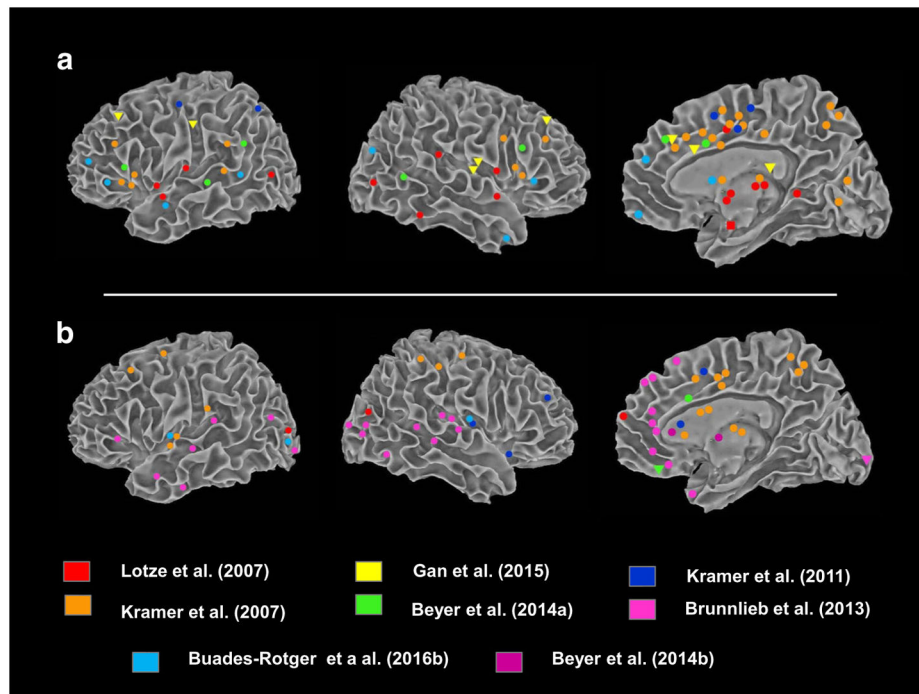 a
b
Lotze et al. (2007)
Gan et al. (2015)
Kramer et al. (2011)
Kramer et al. (2007)
Beyer et al. (2014a)
Brunnlieb et al. (2013)
Buades-Rotger et a al. (2016b)
Beyer et al. (2014b)